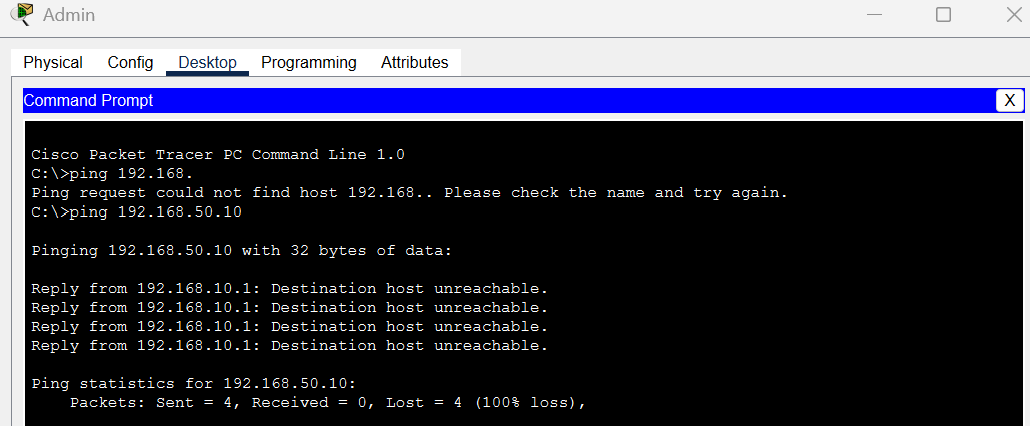 Admin
Physical Config Desktop Programming Attributes
Command Prompt
X
Cisco Packet Tracer PC Command Line 1.0
C:\>ping 192.168.
Ping request could not find host 192.168.. Please check the name and try again.
C:\>ping 192.168.50.10
Pinging 192.168.50.10 with 32 bytes of data:
Reply from 192.168.10.1: Destination host unreachable.
Reply from 192.168.10.1: Destination host unreachable.
Reply from 192.168.10.1: Destination host unreachable.
Reply from 192.168.10.1: Destination host unreachable.
Ping statistics for 192.168.50.10:
    Packets: Sent = 4, Received = 0, Lost = 4 (100% loss),